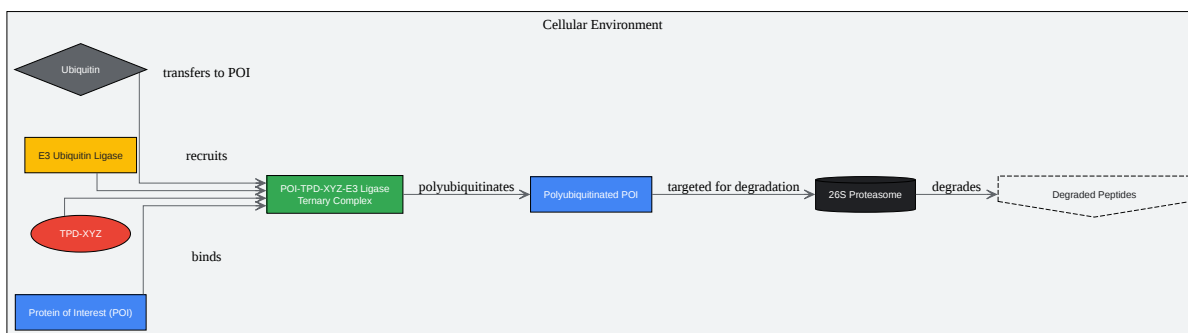 Cellular Environment
Ubiquitin
transfers to POI
E3 Ubiquitin Ligase
recruits
POI-TPD-XYZ-E3 Ligase
Ternary Complex
polyubiquitinates
Polyubiquitinated POI
targeted for degradation
26S Proteasome
degrades
Degraded Peptides
TPD-XYZ
binds
Protein of Interest (POI)